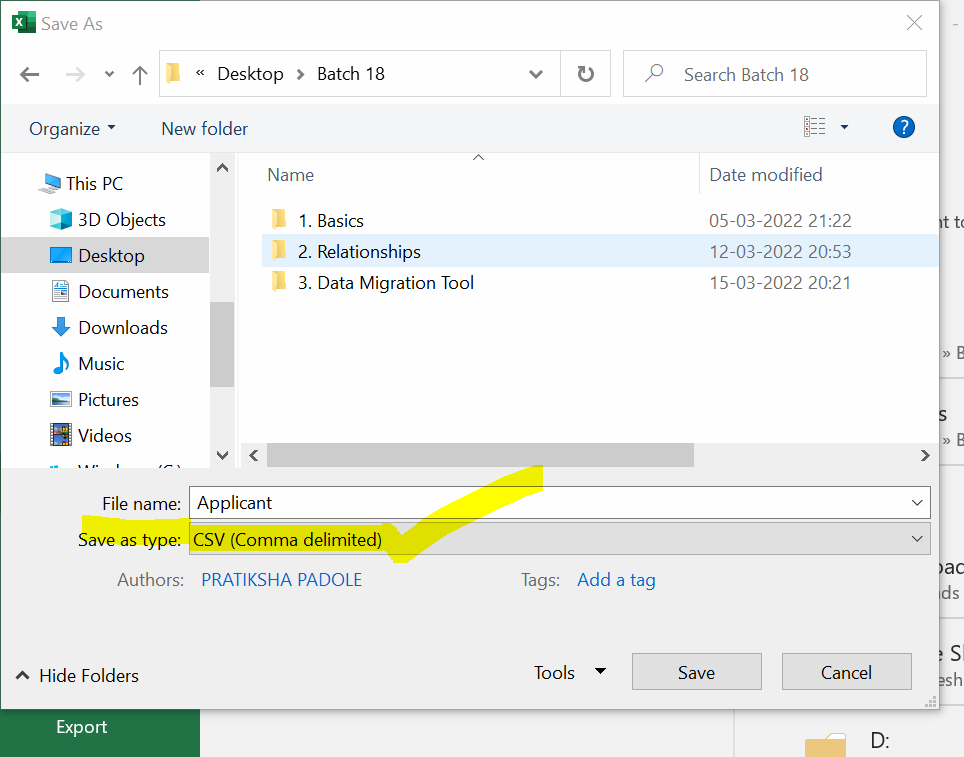 Save As
« Desktop > Batch 18
Search Batch 18
Organize
New folder
?
Name
Date modified
This PC
3D Objects
Desktop
Documents
Downloads
Music
Pictures
Videos
1. Basics 05-03-2022 21:22
2. Relationships 12-03-2022 20:53
3. Data Migration Tool 15-03-2022 20:21
File name: Applicant
Save as type: CSV (Comma delimited)
Authors: PRATIKSHA PADOLE
Tags: Add a tag
Hide Folders
Tools
Save
Cancel
Export
D: